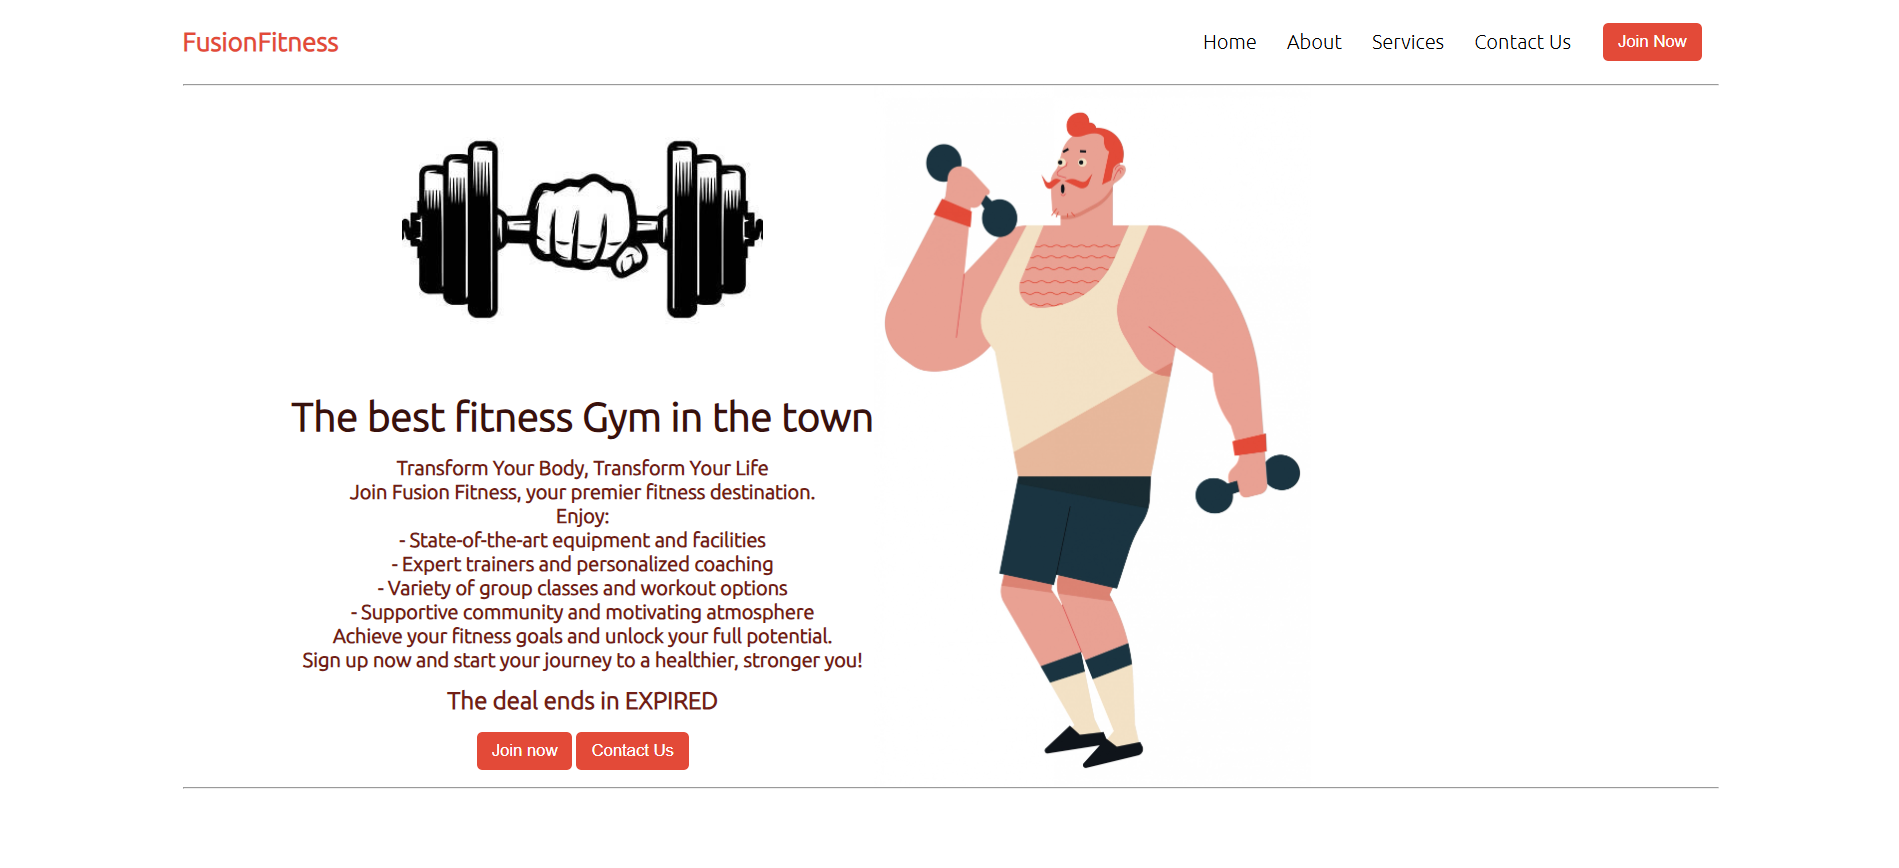 FusionFitness
Home About Services Contact Us Join Now
The best fitness Gym in the town
Transform Your Body, Transform Your Life
Join Fusion Fitness, your premier fitness destination.
Enjoy:
- State-of-the-art equipment and facilities
- Expert trainers and personalized coaching
- Variety of group classes and workout options
- Supportive community and motivating atmosphere
Achieve your fitness goals and unlock your full potential.
Sign up now and start your journey to a healthier, stronger you!
The deal ends in EXPIRED
Join now Contact Us